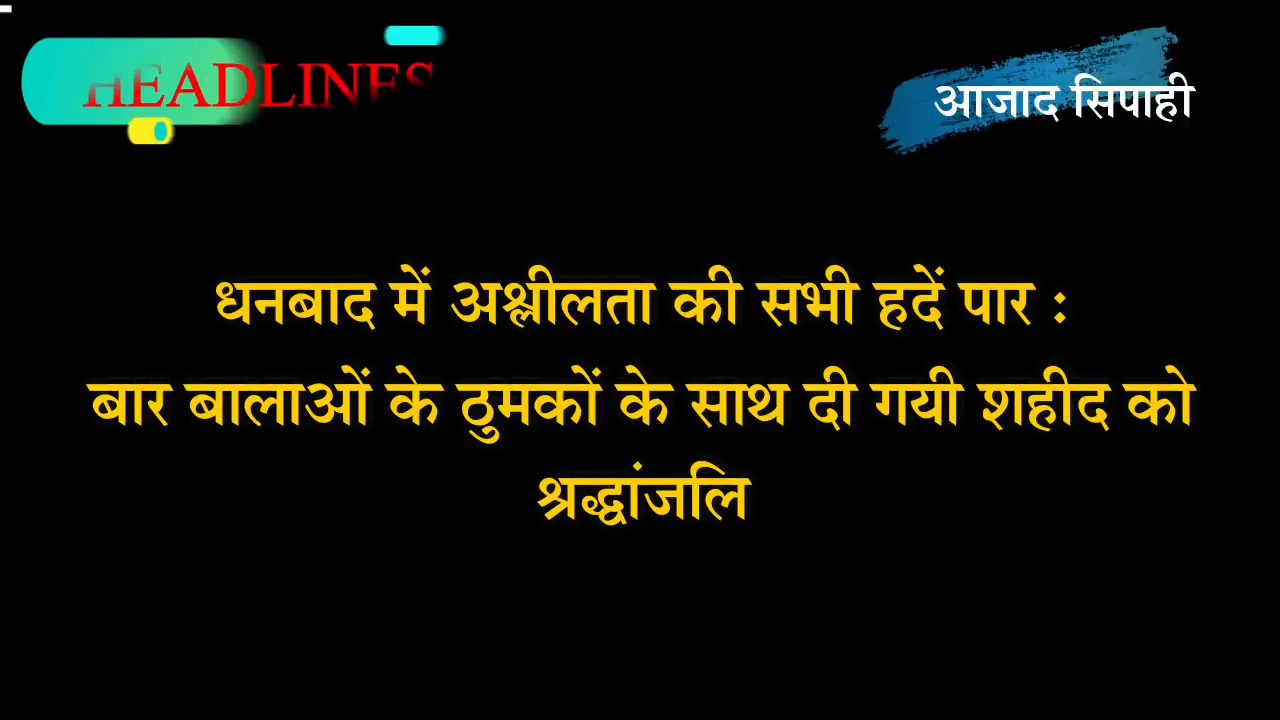 HEADLINES
आजाद सिपाही
धनबाद में अश्लीलता की सभी हदें पार :
बार बालाओं के ठुमकों के साथ दी गयी शहीद को
श्रद्धांजलि